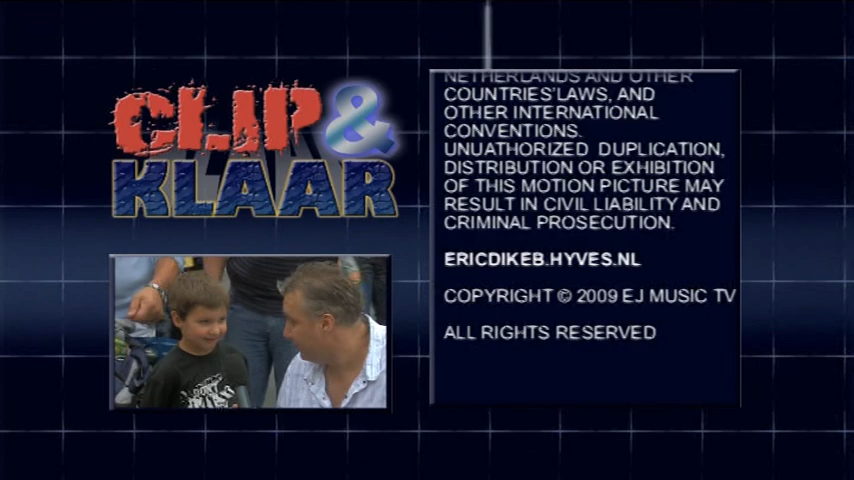 CLIP &
KLAAR
NETHERLANDS AND OTHER
COUNTRIES'LAWS, AND
OTHER INTERNATIONAL
CONVENTIONS.
UNUATHORIZED DUPLICATION,
DISTRIBUTION OR EXHIBITION
OF THIS MOTION PICTURE MAY
RESULT IN CIVIL LIABILITY AND
CRIMINAL PROSECUTION.
ERICDIKEB.HYVES.NL
COPYRIGHT © 2009 EJ MUSIC TV
ALL RIGHTS RESERVED